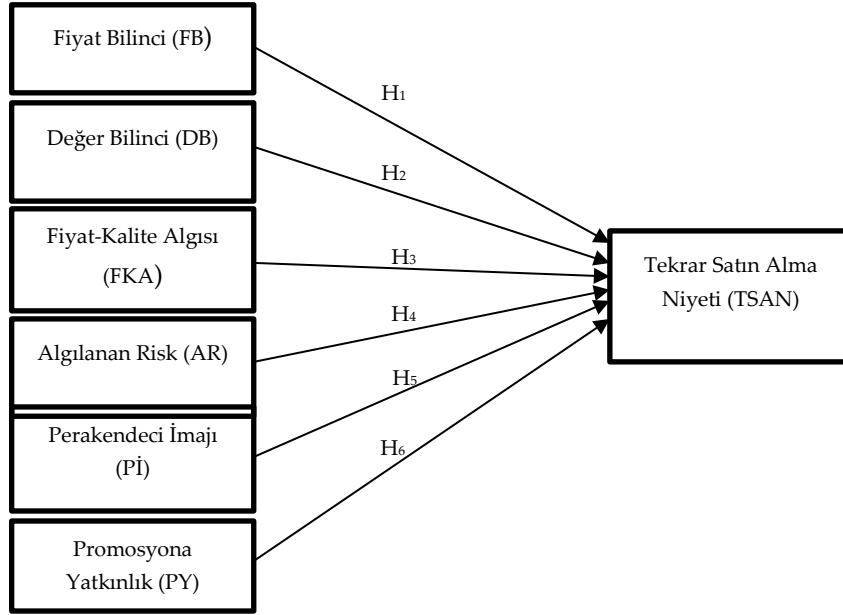 Fiyat Bilinci (FB)
H1
Değer Bilinci (DB)
H2
Fiyat-Kalite Algısı
(FKA)
H3
Tekrar Satın Alma
Niyeti (TSAN)
Algılanan Risk (AR)
H4
Perakendeci İmajı
(Pİ)
H5
Promosyona
Yatkınlık (PY)
H6